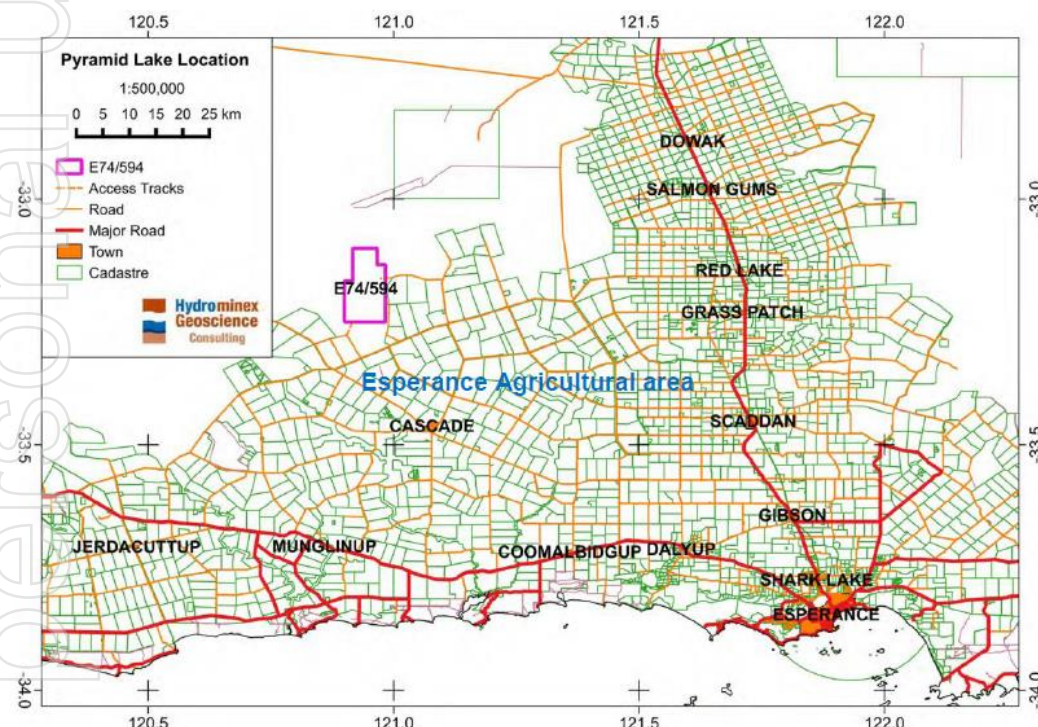 120.5 121.0 121.5 122.0
Pyramid Lake Location
1:500,000
0 5 10 15 20 25 km
E74/594
Access Tracks
Road
Major Road
Town
Cadastre
Hydrominex
Geoscience
Consulting
-33.0 -33.0
DOWAK
SALMON GUMS
RED LAKE
E74/594
GRASS PATCH
Esperance Agricultural area
CASCADE
SCADDAN
-33.5 -33.5
GIBSON
JERDACUTTUP MUNGLINUP COOMALBIDGUP DALYUP
SHARK LAKE
ESPERANCE
-34.0 -34.0
120.5 121.0 121.5 122.0
personal u